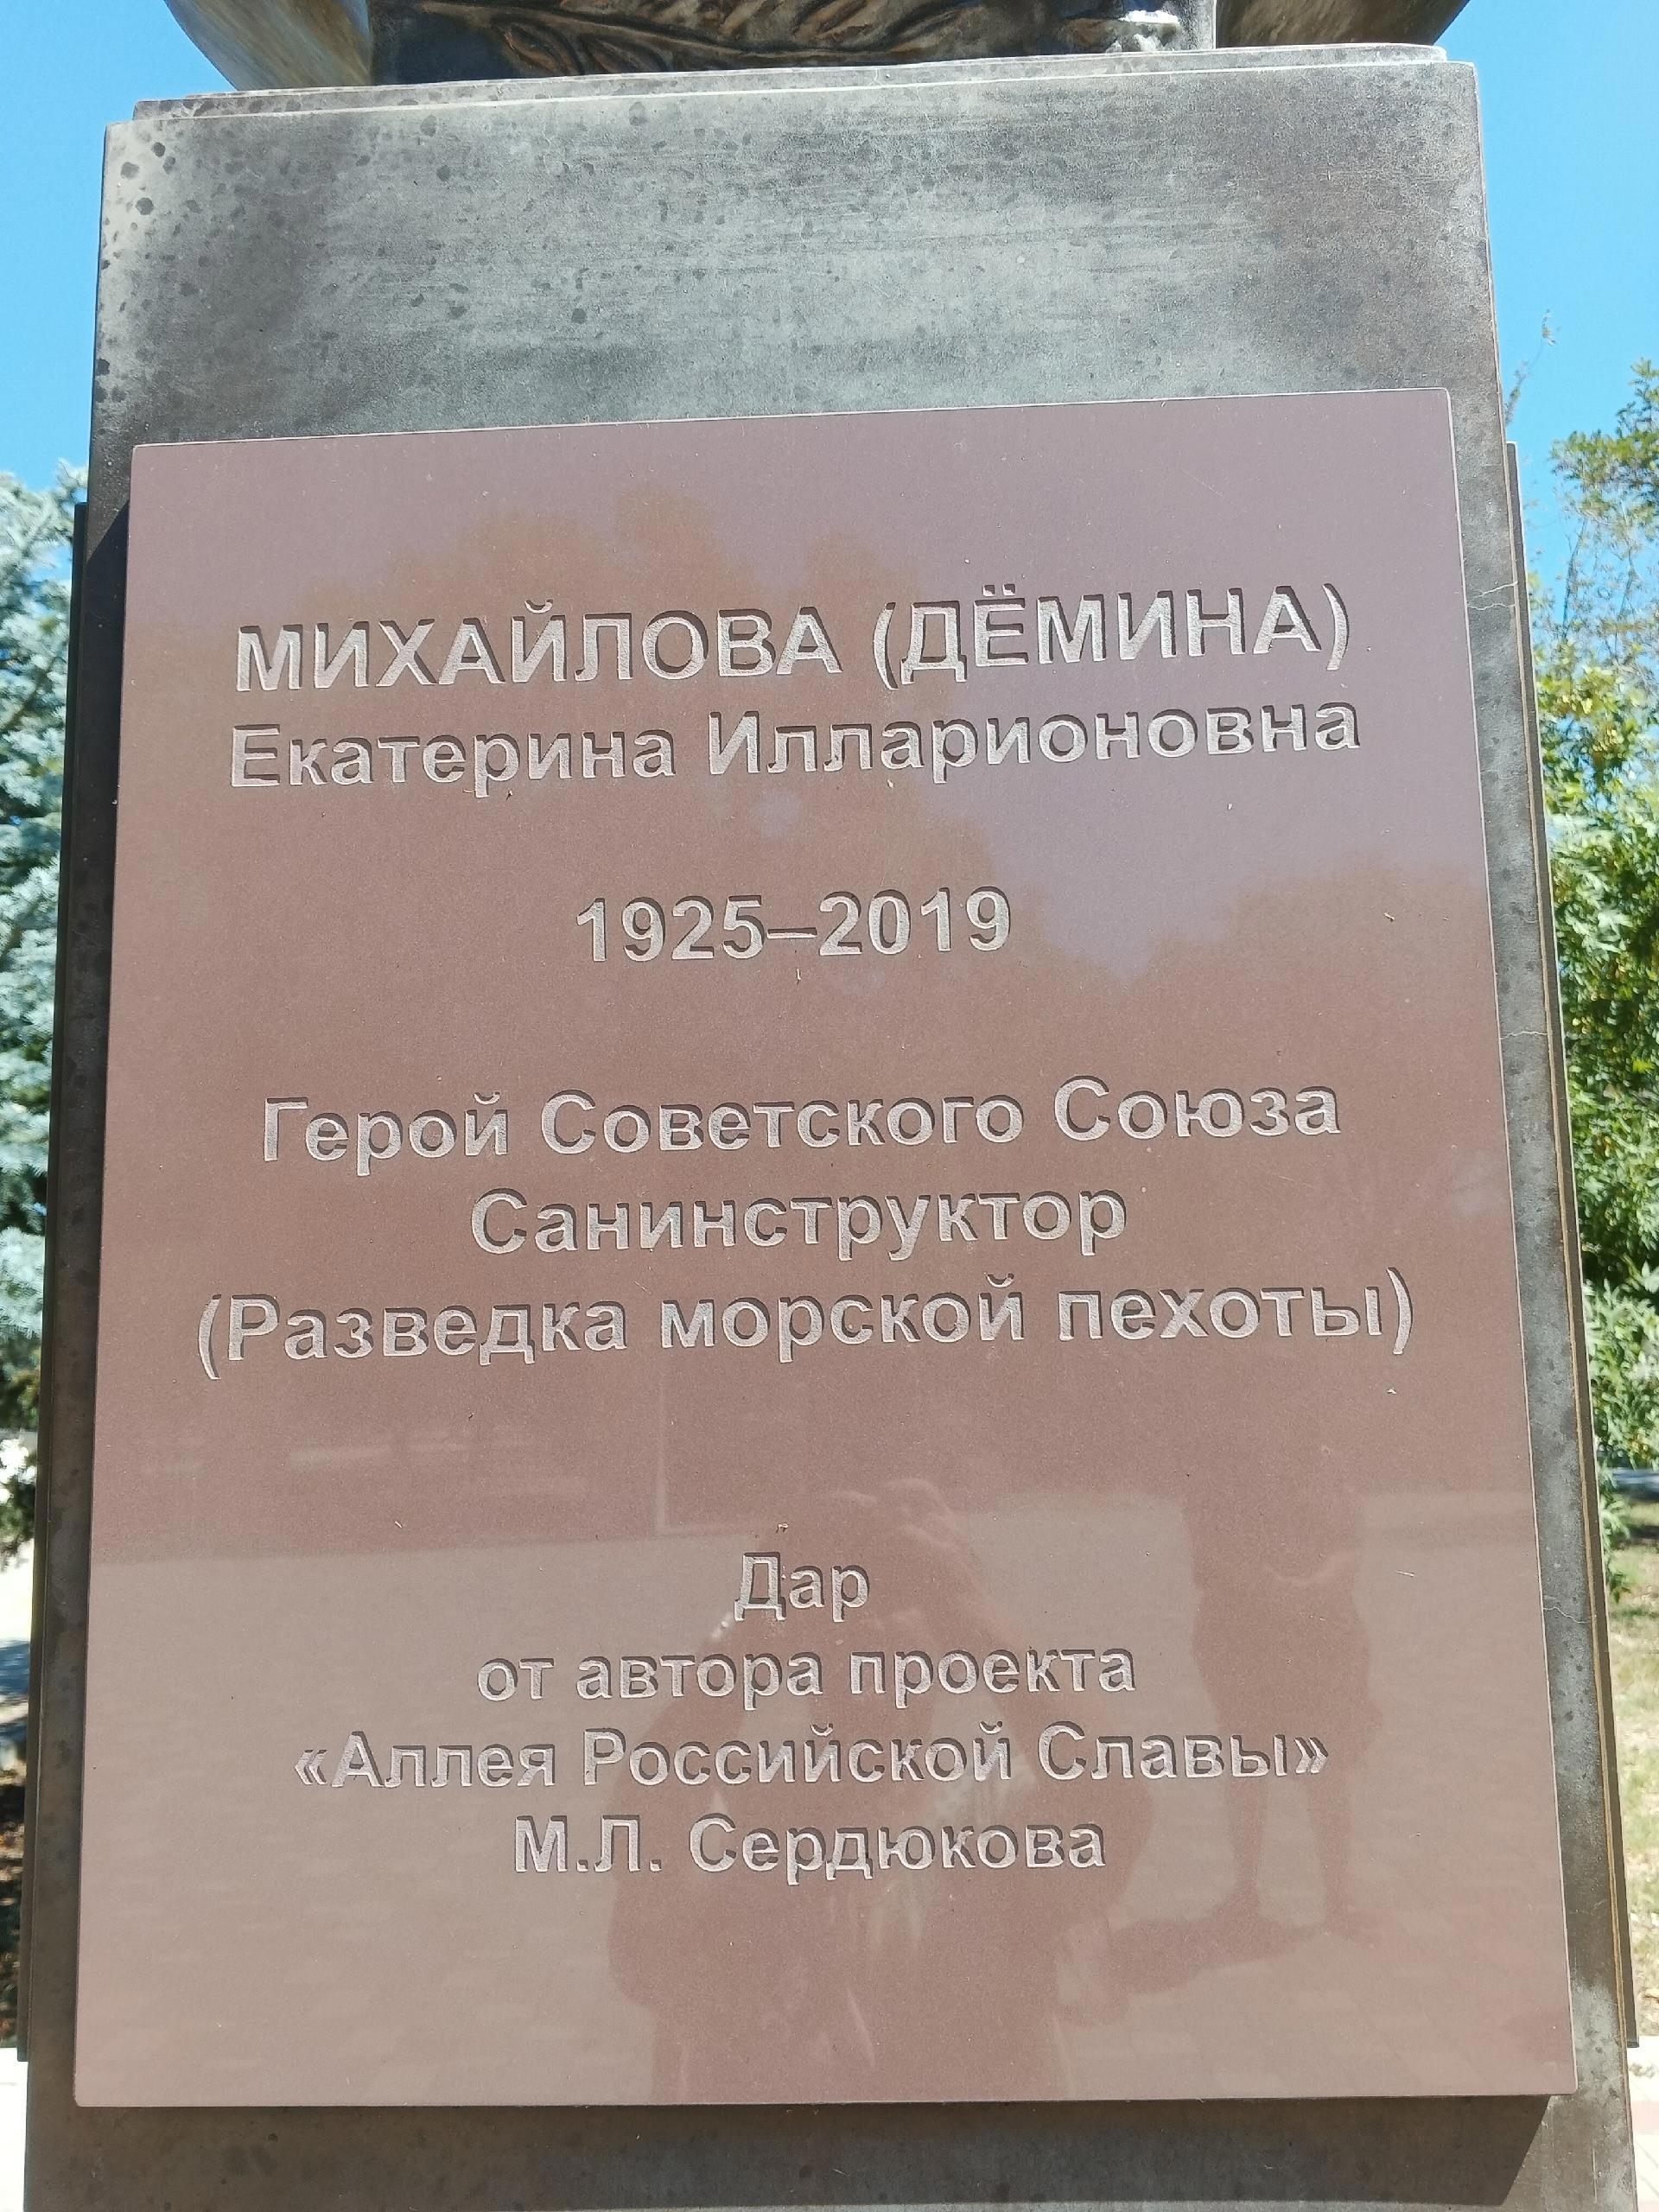 МИХАЙЛОВА (ДЁМИНА)
Екатерина Илларионовна
1925–2019
Герой Советского Союза
Санинструктор
(Разведка морской пехоты)
Дар
от автора проекта
«Аллея Российской Славы»
М.Л. Сердюкова